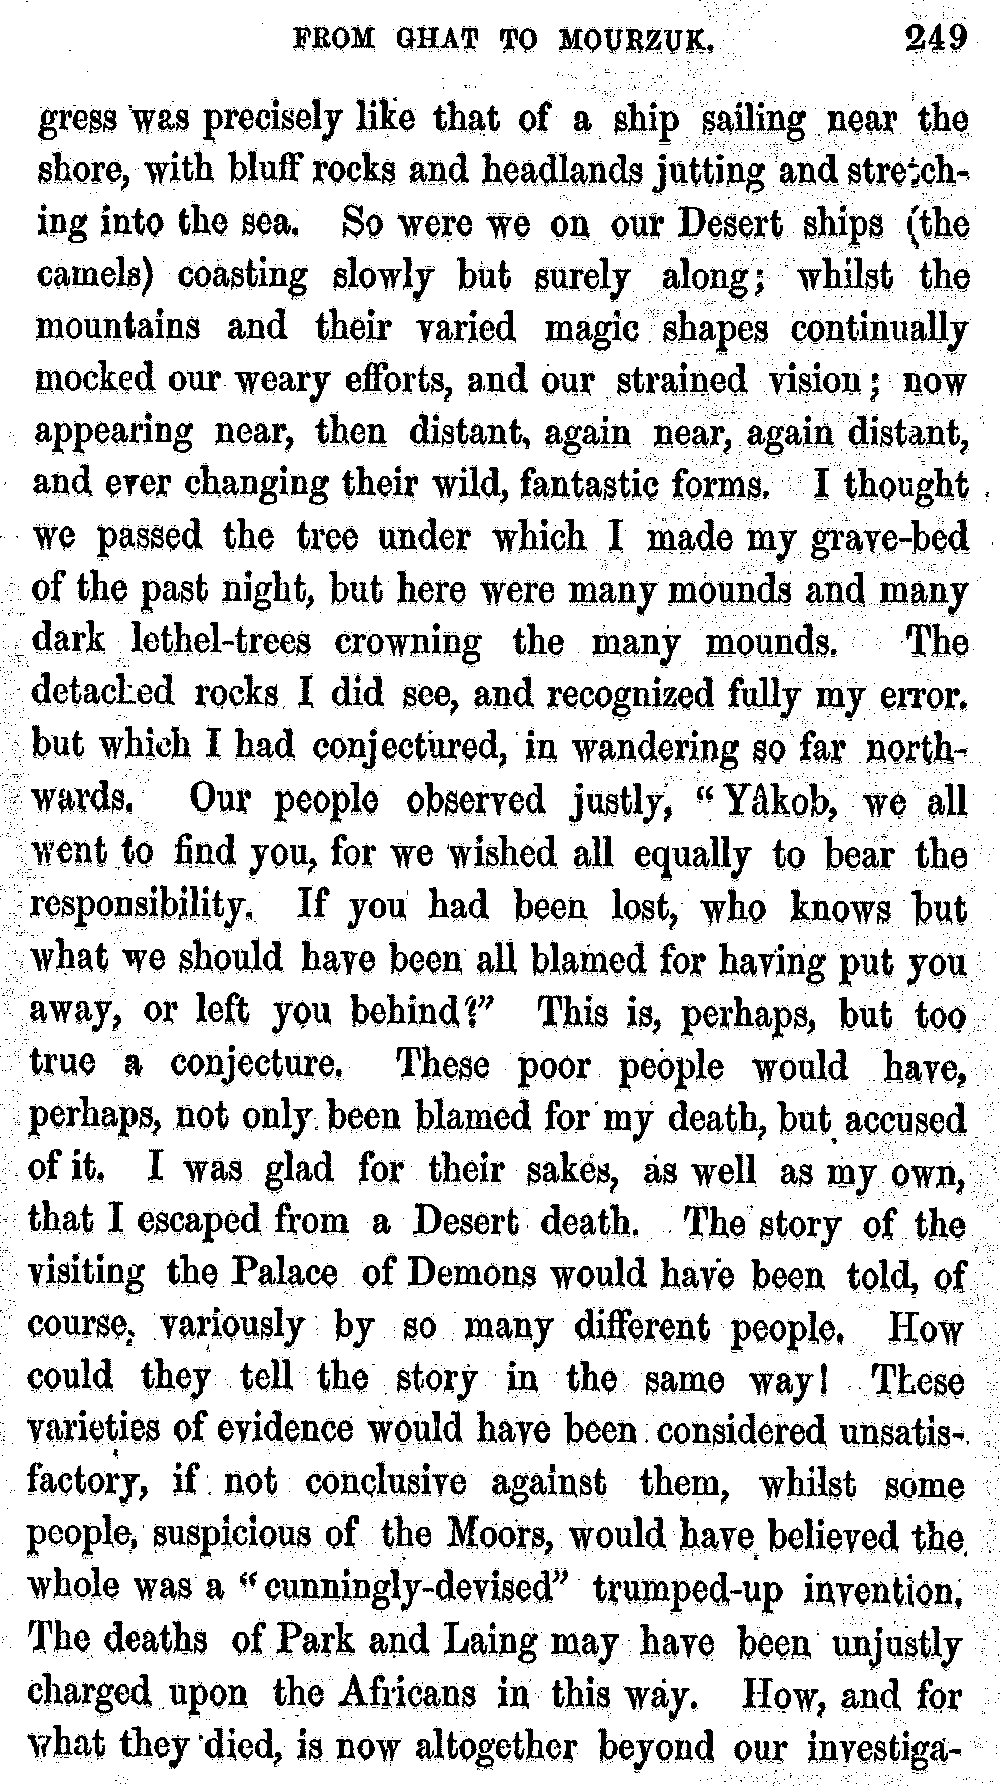 FROM GHAT TO MOURZUK. 249
gress was precisely like that of a ship sailing near the
shore, with bluff rocks and headlands jutting and stretch-
ing into the sea. So were we on our Desert ships (the
camels) coasting slowly but surely along; whilst the
mountains and their varied magic shapes continually
mocked our weary efforts, and our strained vision; now
appearing near, then distant, again near, again distant,
and ever changing their wild, fantastic forms. I thought
we passed the tree under which I made my grave-bed
of the past night, but here were many mounds and many
dark lethel-trees crowning the many mounds. The
detached rocks I did see, and recognized fully my error.
but which I had conjectured, in wandering so far north-
wards. Our people observed justly, “Yâkob, we all
went to find you, for we wished all equally to bear the
responsibility. If you had been lost, who knows but
what we should have been all blamed for having put you
away, or left you behind?” This is, perhaps, but too
true a conjecture. These poor people would have,
perhaps, not only been blamed for my death, but accused
of it. I was glad for their sakes, as well as my own,
that I escaped from a Desert death. The story of the
visiting the Palace of Demons would have been told, of
course, variously by so many different people. How
could they tell the story in the same way! These
varieties of evidence would have been considered unsatis-
factory, if not conclusive against them, whilst some
people, suspicious of the Moors, would have believed the
whole was a “cunningly-devised” trumped-up invention.
The deaths of Park and Laing may have been unjustly
charged upon the Africans in this way. How, and for
what they died, is now altogether beyond our investiga-